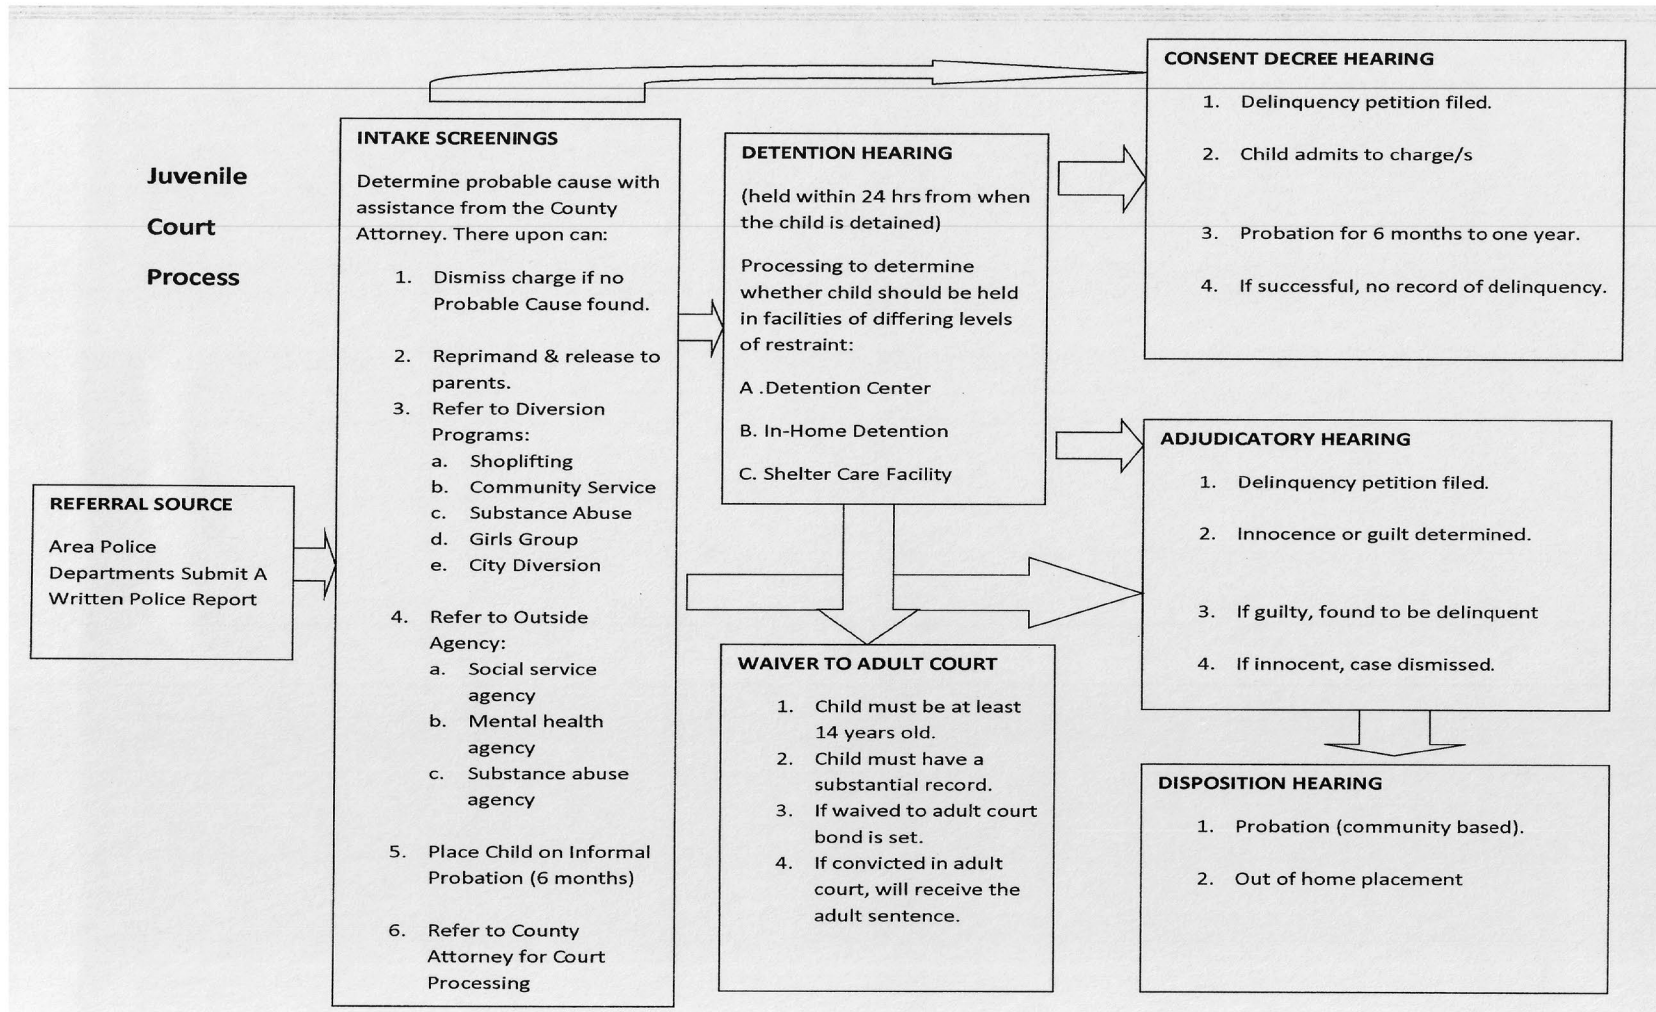 Juvenile
Court
Process
REFERRAL SOURCE
Area Police
Departments Submit A
Written Police Report
INTAKE SCREENINGS
Determine probable cause with
assistance from the County
Attorney. There upon can:
1. Dismiss charge if no
Probable Cause found.
2. Reprimand & release to
parents.
3. Refer to Diversion
Programs:
a. Shoplifting
b. Community Service
c. Substance Abuse
d. Girls Group
e. City Diversion
4. Refer to Outside
Agency:
a. Social service
agency
b. Mental health
agency
c. Substance abuse
agency
5. Place Child on Informal
Probation (6 months)
6. Refer to County
Attorney for Court
Processing
DETENTION HEARING
(held within 24 hrs from when
the child is detained)
Processing to determine
whether child should be held
in facilities of differing levels
of restraint:
A .Detention Center
B. In-Home Detention
C. Shelter Care Facility
WAIVER TO ADULT COURT
1. Child must be at least
14 years old.
2. Child must have a
substantial record.
3. If waived to adult court
bond is set.
4. If convicted in adult
court, will receive the
adult sentence.
CONSENT DECREE HEARING
1. Delinquency petition filed.
2. Child admits to charge/s
3. Probation for 6 months to one year.
4. If successful, no record of delinquency.
ADJUDICATORY HEARING
1. Delinquency petition filed.
2. Innocence or guilt determined.
3. If guilty, found to be delinquent
4. If innocent, case dismissed.
DISPOSITION HEARING
1. Probation (community based).
2. Out of home placement